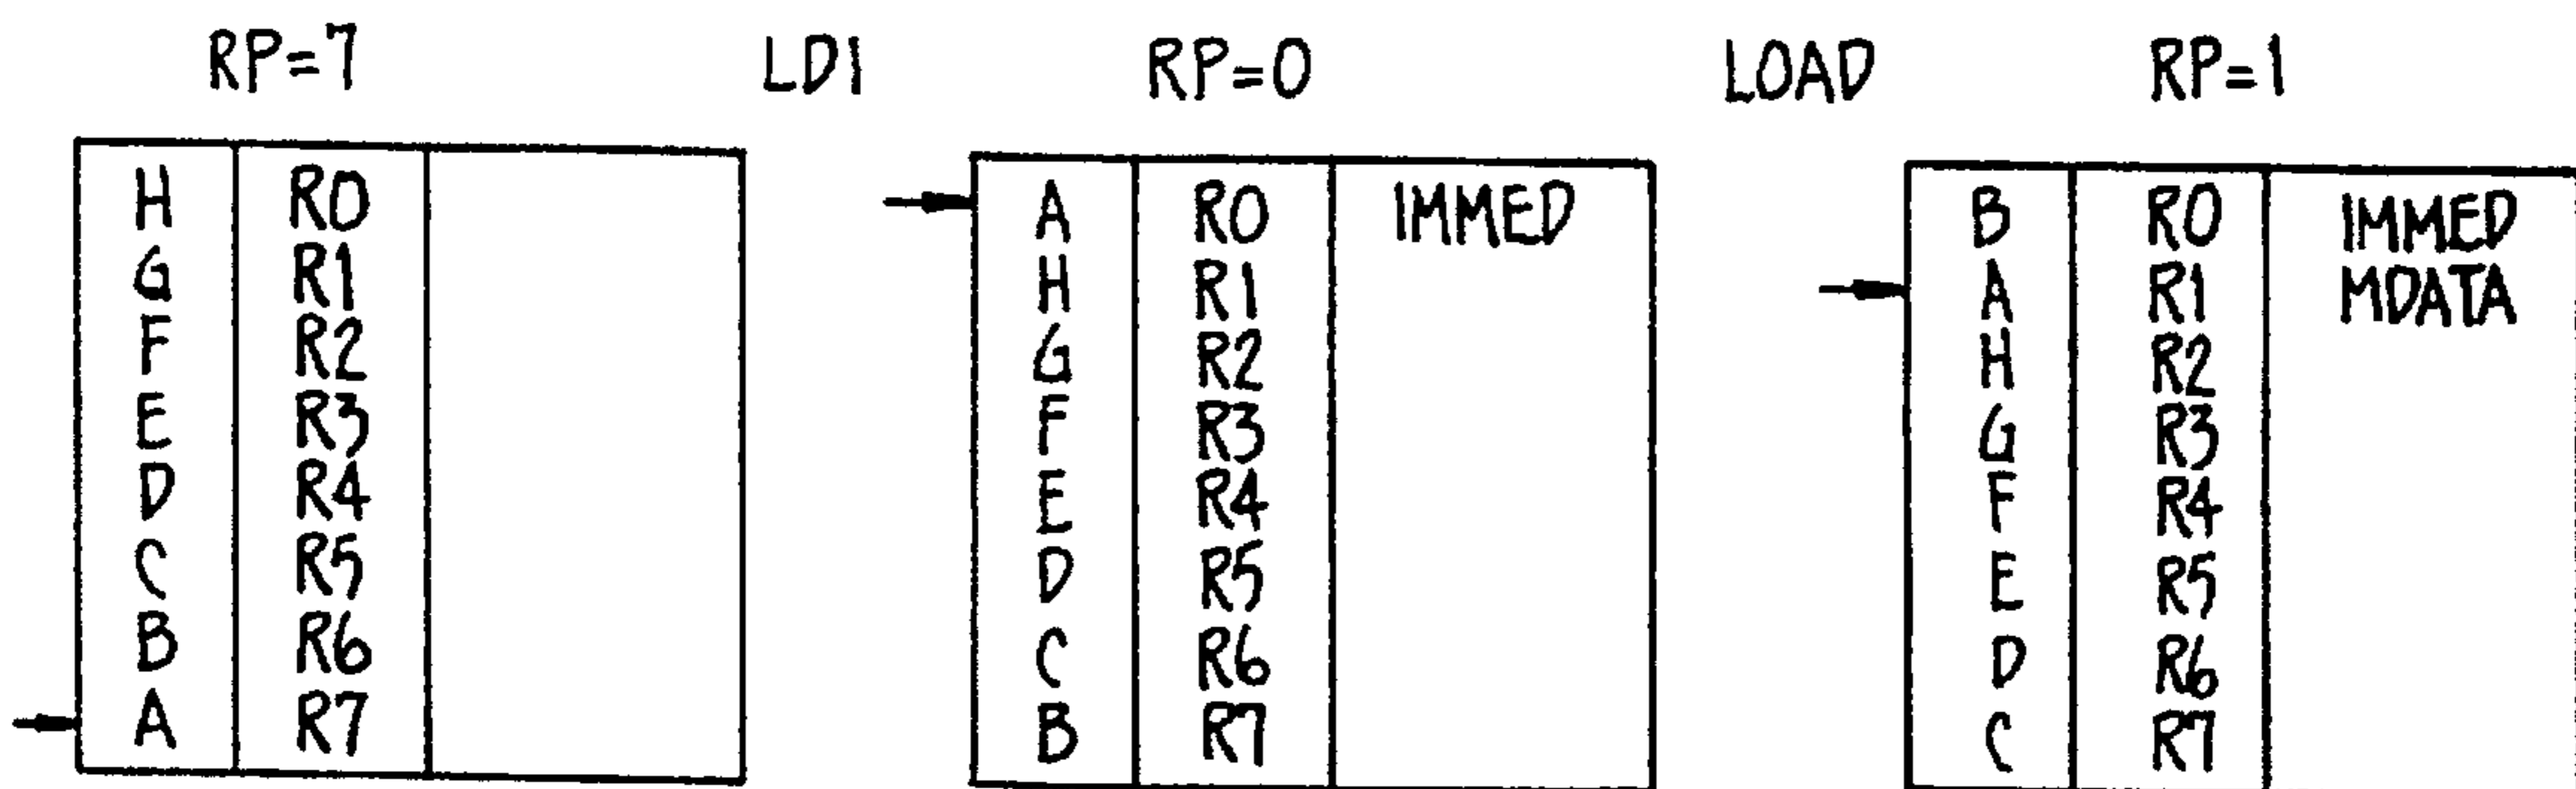 RP=7 LDI RP=0 LOAD RP=1
H R0 A R0 IMMED B R0 IMMED
G R1 H R1 A R1 MDATA
F R2 G R2 H R2
E R3 F R3 G R3
D R4 E R4 F R4
C R5 D R5 E R5
B R6 C R6 D R6
A R7 B R7 C R7